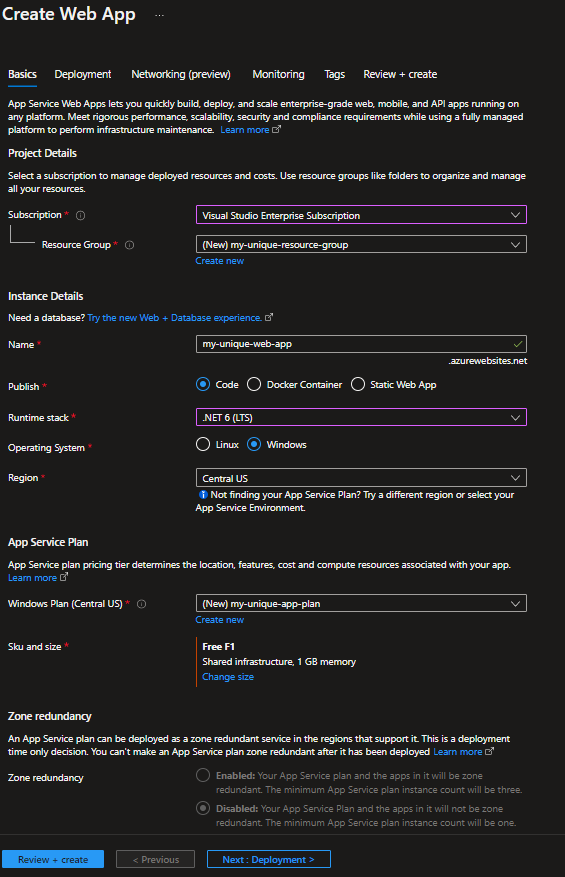 Create Web App ...
Basics Deployment Networking (preview) Monitoring Tags Review + create
App Service Web Apps lets you quickly build, deploy, and scale enterprise-grade web, mobile, and API apps running on
any platform. Meet rigorous performance, scalability, security and compliance requirements while using a fully managed
platform to perform infrastructure maintenance. Learn more
Project Details
Select a subscription to manage deployed resources and costs. Use resource groups like folders to organize and manage
all your resources.
Subscription * Visual Studio Enterprise Subscription
Resource Group * (New) my-unique-resource-group
Create new
Instance Details
Need a database? Try the new Web + Database experience.
Name * my-unique-web-app
.azurewebsites.net
Publish * Code Docker Container Static Web App
Runtime stack * .NET 6 (LTS)
Operating System * Linux Windows
Region * Central US
Not finding your App Service Plan? Try a different region or select your
App Service Environment.
App Service Plan
App Service plan pricing tier determines the location, features, cost and compute resources associated with your app.
Learn more
Windows Plan (Central US) * (New) my-unique-app-plan
Create new
Sku and size * Free F1
Shared infrastructure, 1 GB memory
Change size
Zone redundancy
An App Service plan can be deployed as a zone redundant service in the regions that support it. This is a deployment
time only decision. You can't make an App Service plan zone redundant after it has been deployed Learn more
Zone redundancy Enabled: Your App Service plan and the apps in it will be zone
redundant. The minimum App Service plan instance count will be three.
Disabled: Your App Service Plan and the apps in it will not be zone
redundant. The minimum App Service plan instance count will be one.
Review + create < Previous Next : Deployment >